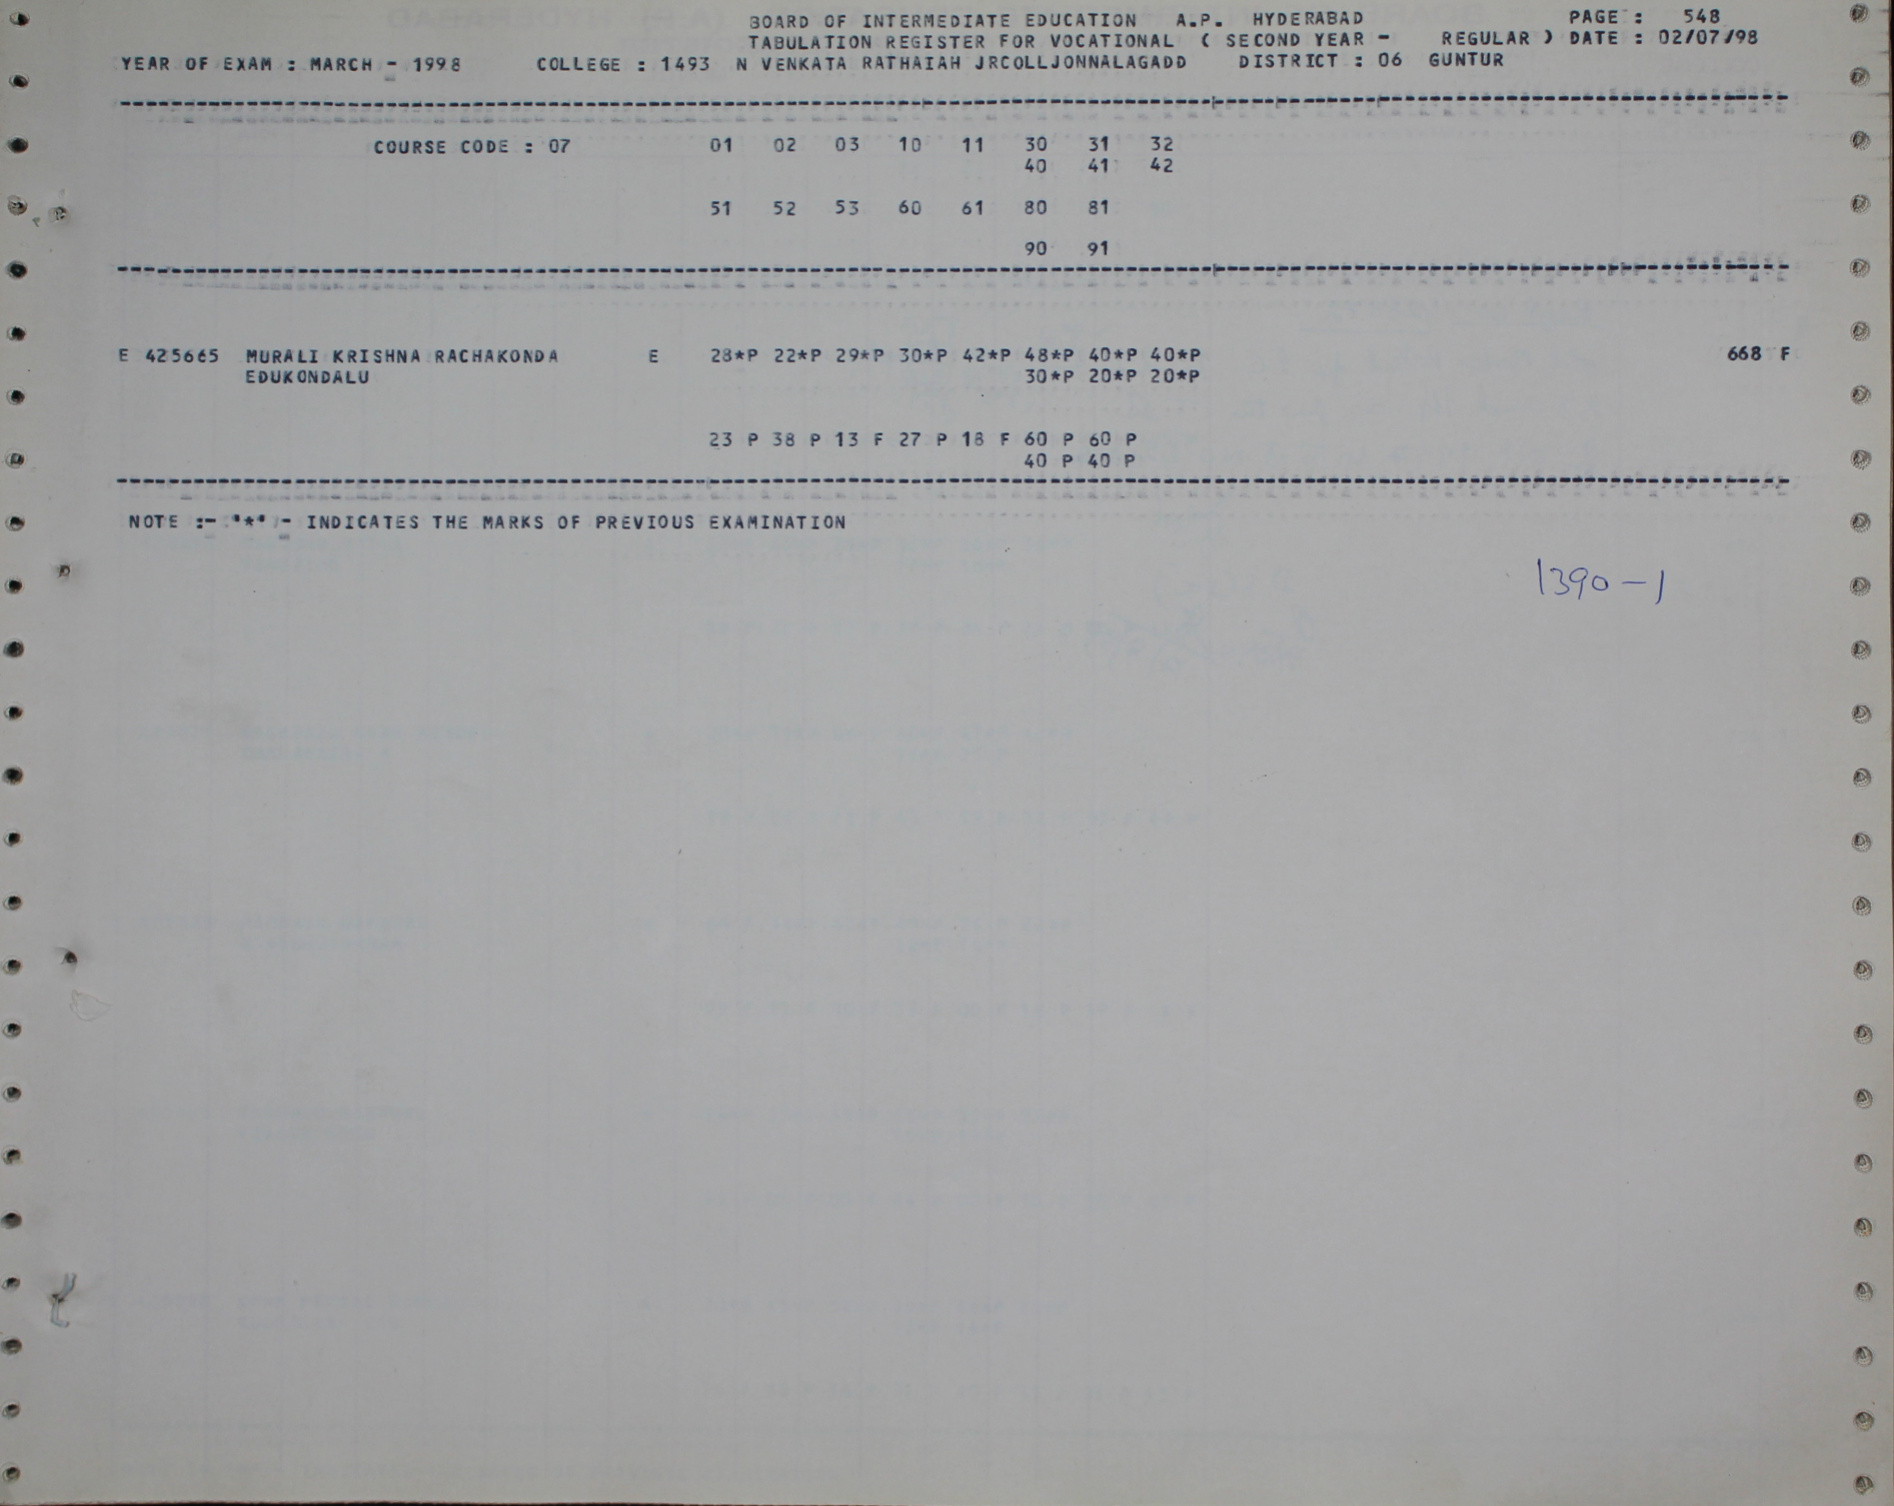 BOARD OF INTERMEDIATE EDUCATION A.P. HYDERABAD PAGE : 548
TABULATION REGISTER FOR VOCATIONAL ( SECOND YEAR - REGULAR ) DATE : 02/07/98
YEAR OF EXAM : MARCH - 1998 COLLEGE : 1493 N VENKATA RATHAIAH JRCOLLJONNALAGADD DISTRICT : 06 GUNTUR
COURSE CODE : 07 01 02 03 10 11 30 31 32
40 41 42
51 52 53 60 61 80 81
90 91
E 425665 MURALI KRISHNA RACHAKONDA E 28*P 22*P 29*P 30*P 42*P 48*P 40*P 40*P 668 F
EDUKONDALU 30*P 20*P 20*P
23 P 38 P 13 F 27 P 18 F 60 P 60 P
40 P 40 P
NOTE :- '*' - INDICATES THE MARKS OF PREVIOUS EXAMINATION
1390-1